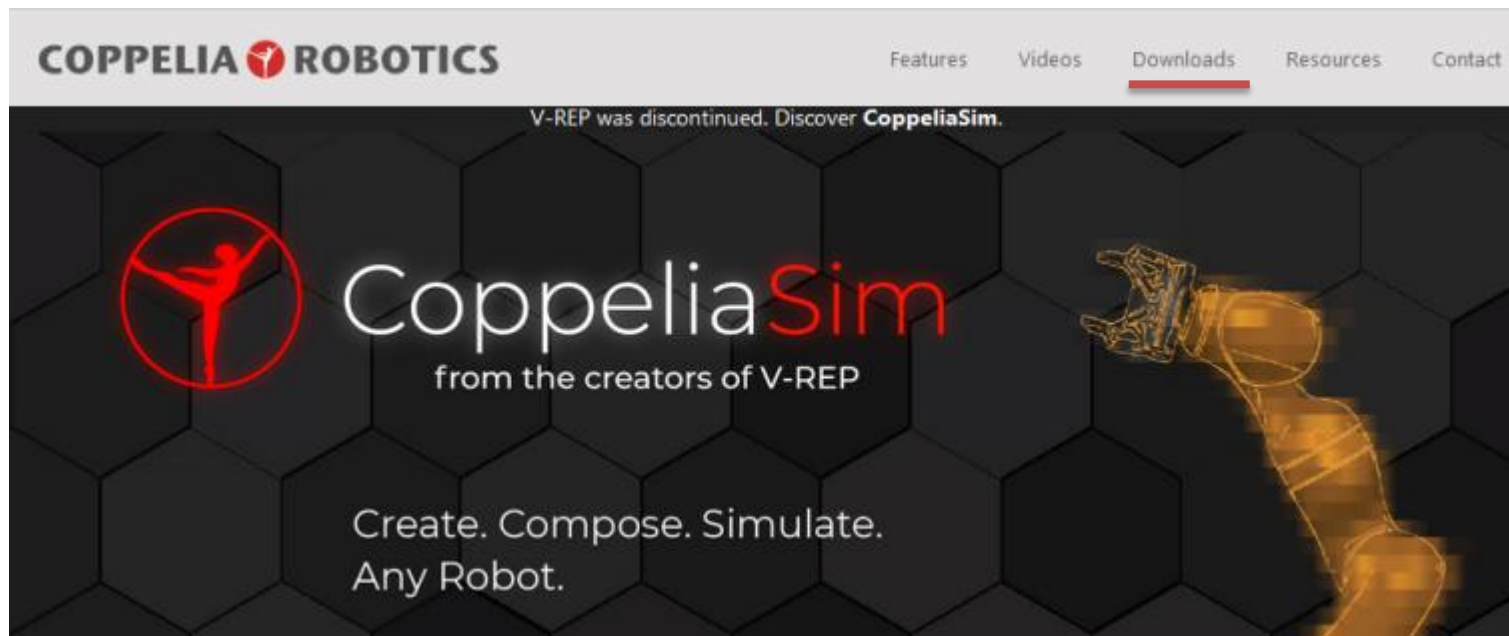 COPPELIA ROBOTICS
Features Videos Downloads Resources Contact
V-REP was discontinued. Discover CoppeliaSim.
CoppeliaSim
from the creators of V-REP
Create. Compose. Simulate.
Any Robot.